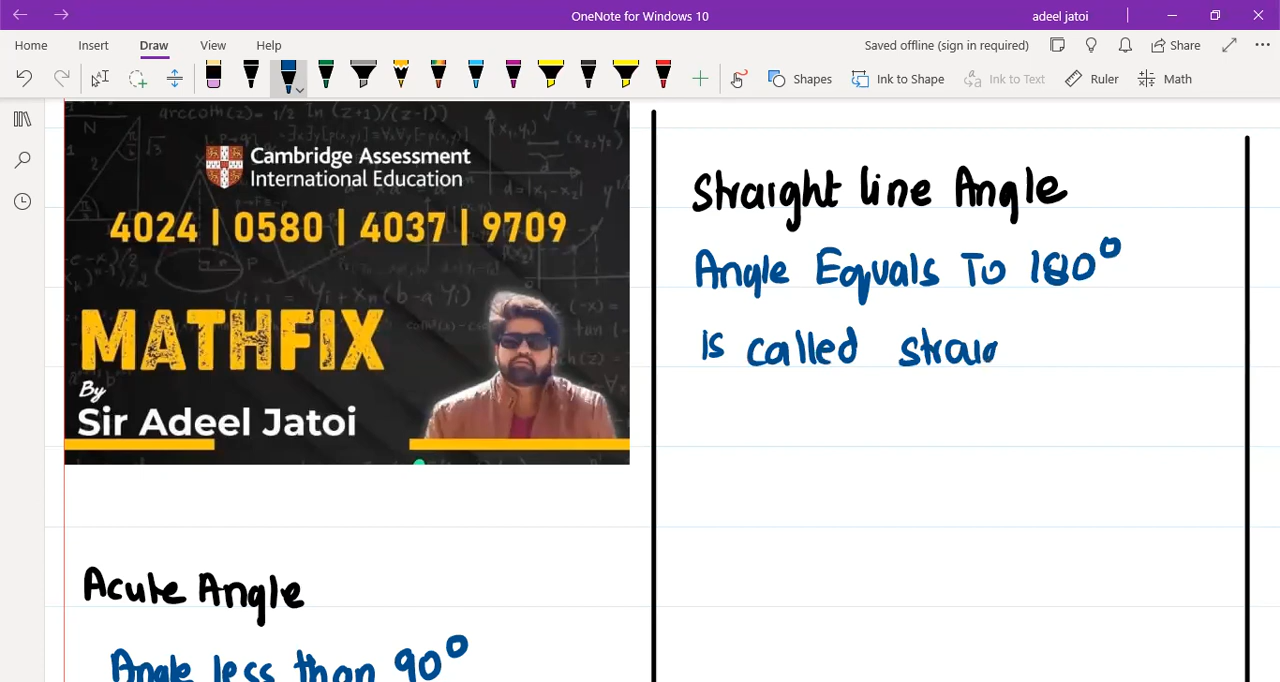 OneNote for Windows 10
adeel jatoi
Home Insert Draw View Help
Saved offline (sign in required)
Share
Shapes
Ink to Shape
Ink to Text
Ruler
Math
Cambridge Assessment
International Education
4024 | 0580 | 4037 | 9709
MATHFIX
By
Sir Adeel Jatoi
Acute Angle
Angle less than 90°
Straight line Angle
Angle Equals To 180°
is called strai